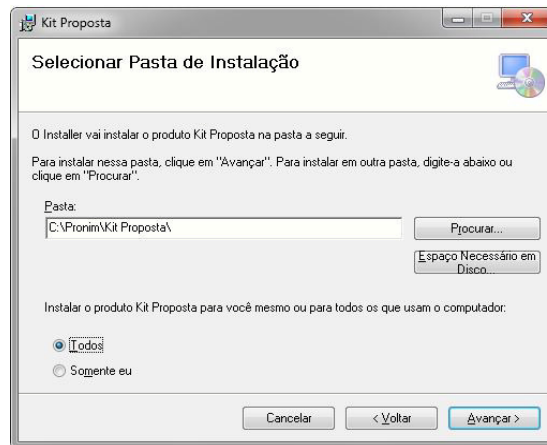 Kit Proposta
Selecionar Pasta de Instalação
O Installer vai instalar o produto Kit Proposta na pasta a seguir.
Para instalar nessa pasta, clique em "Avançar". Para instalar em outra pasta, digite-a abaixo ou
clique em "Procurar".
Pasta:
C:\Pronim\Kit Proposta\
Procurar...
Espaço Necessário em
Disco...
Instalar o produto Kit Proposta para você mesmo ou para todos os que usam o computador:
Todos
Somente eu
Cancelar
< Voltar
Avançar >